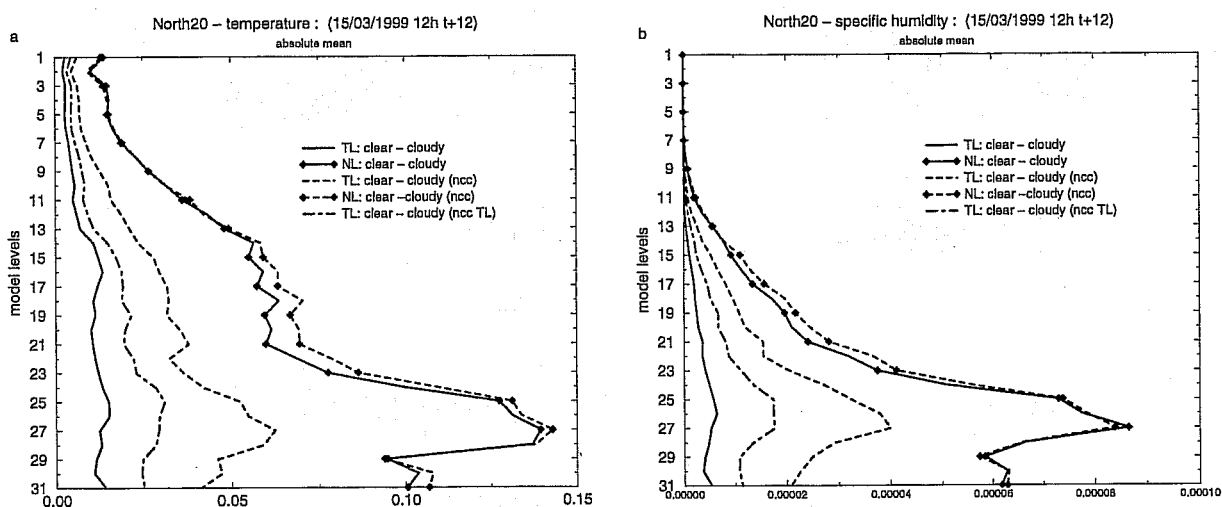 North20 – temperature : (15/03/1999 12h t+12)
a
absolute mean
1
3
5
7
9
11
13
15
17
19
21
23
25
27
29
31
model levels
TL: clear – cloudy
NL: clear – cloudy
TL: clear – cloudy (ncc)
NL: clear – cloudy (ncc)
TL: clear – cloudy (ncc TL)
0.00
0.05
0.10
0.15
North20 – specific humidity : (15/03/1999 12h t+12)
b
absolute mean
1
3
5
7
9
11
13
15
17
19
21
23
25
27
29
31
model levels
TL: clear – cloudy
NL: clear – cloudy
TL: clear – cloudy (ncc)
NL: clear – cloudy (ncc)
TL: clear – cloudy (ncc TL)
0.00000
0.00002
0.00004
0.00006
0.00008
0.00010